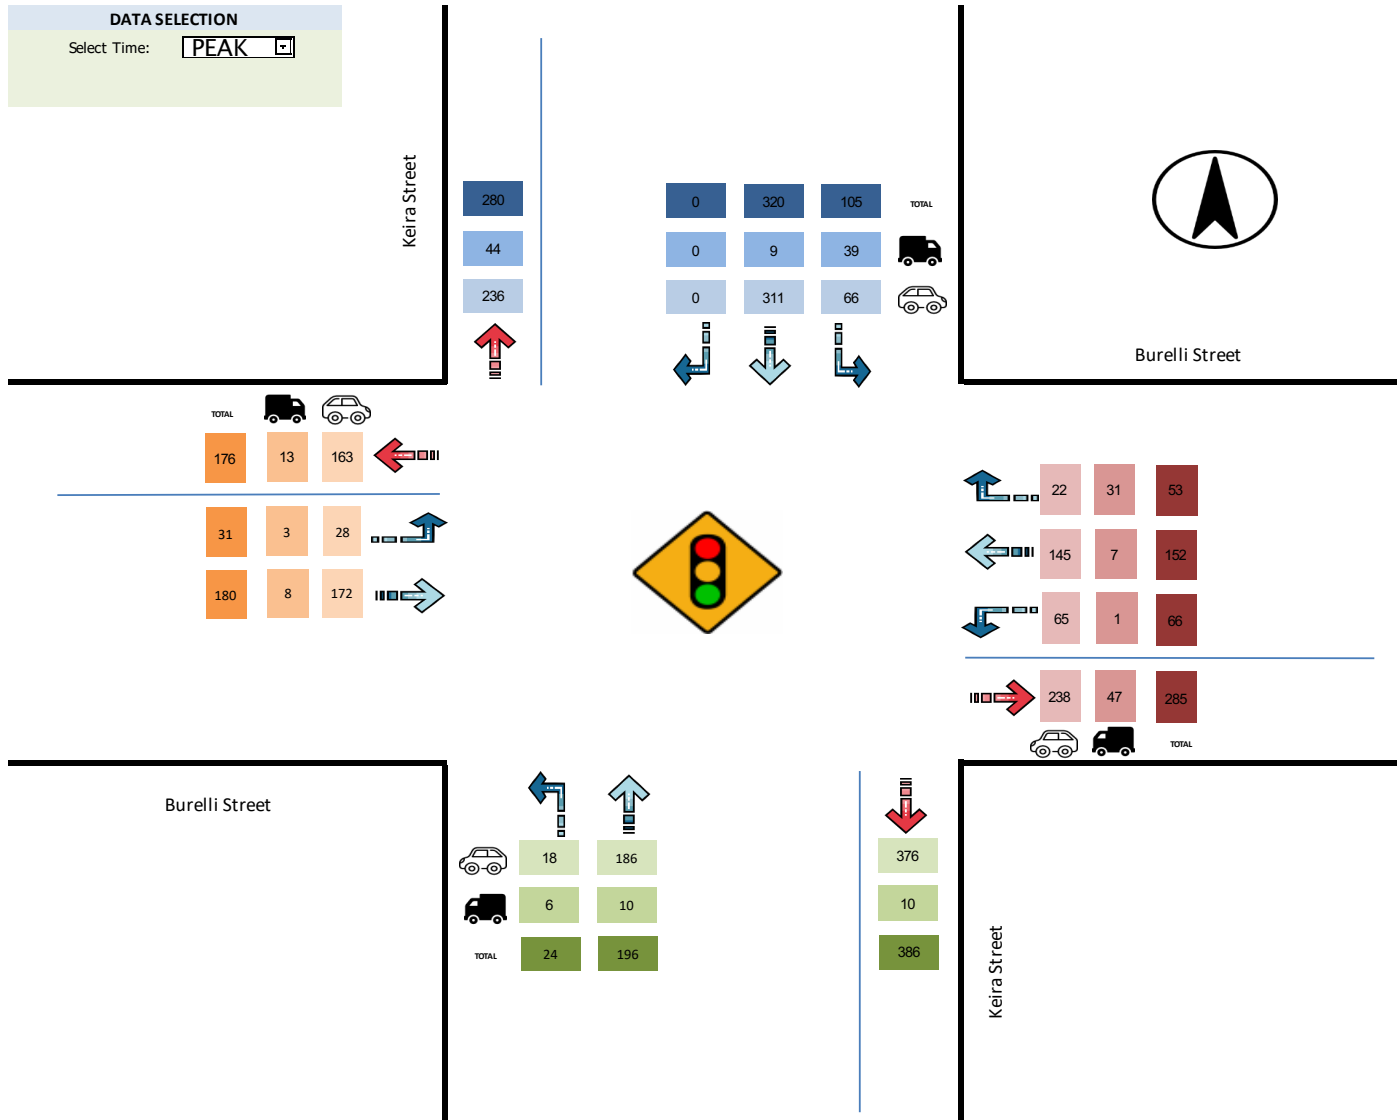 DATA SELECTION
Select Time: PEAK
Keira Street
280
0 320 105 TOTAL
44
0 9 39
236
0 311 66
Burelli Street
TOTAL
176 13 163
31 3 28
180 8 172
22 31 53
145 7 152
65 1 66
238 47 285
TOTAL
Burelli Street
18 186
376
6 10
10
TOTAL 24 196
386
Keira Street